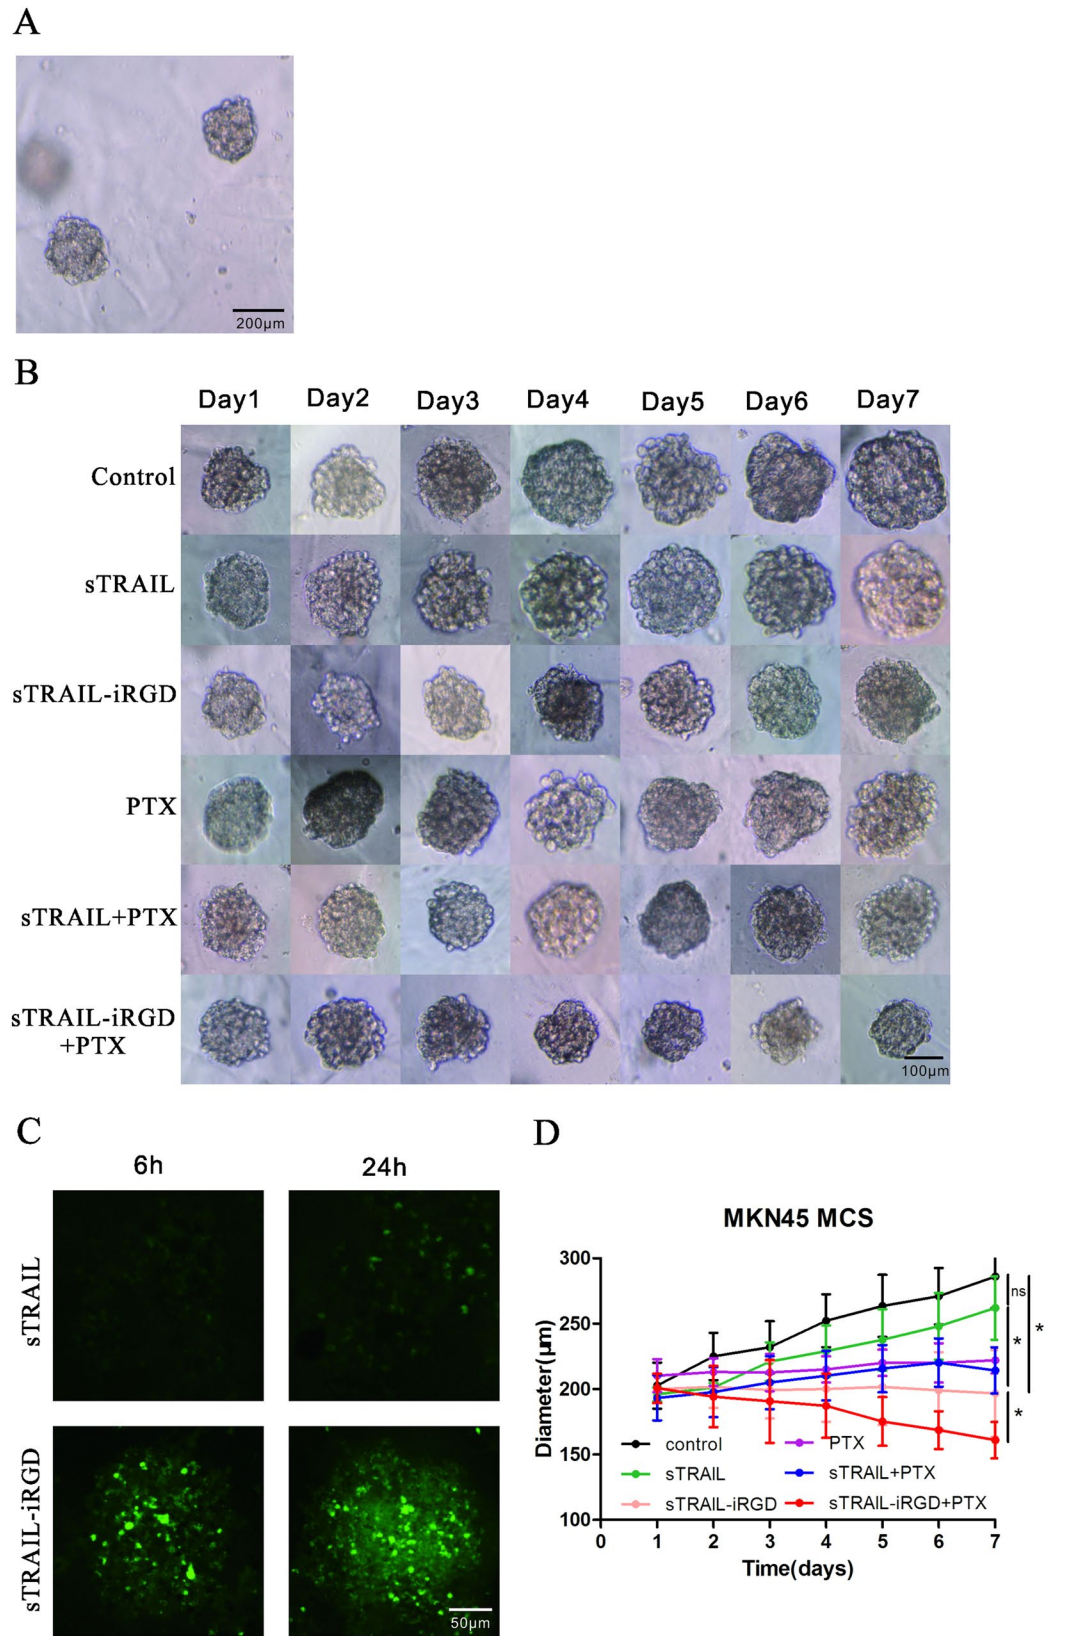 A
200μm
B
Day1 Day2 Day3 Day4 Day5 Day6 Day7
Control
sTRAIL
sTRAIL-iRGD
PTX
sTRAIL+PTX
sTRAIL-iRGD
+PTX
100μm
C
6h 24h
sTRAIL
sTRAIL-iRGD
50μm
D
MKN45 MCS
Diameter(μm)
300
250
200
150
100
0 1 2 3 4 5 6 7
Time(days)
control
sTRAIL
sTRAIL-iRGD
PTX
sTRAIL+PTX
sTRAIL-iRGD+PTX
ns
*
*
*